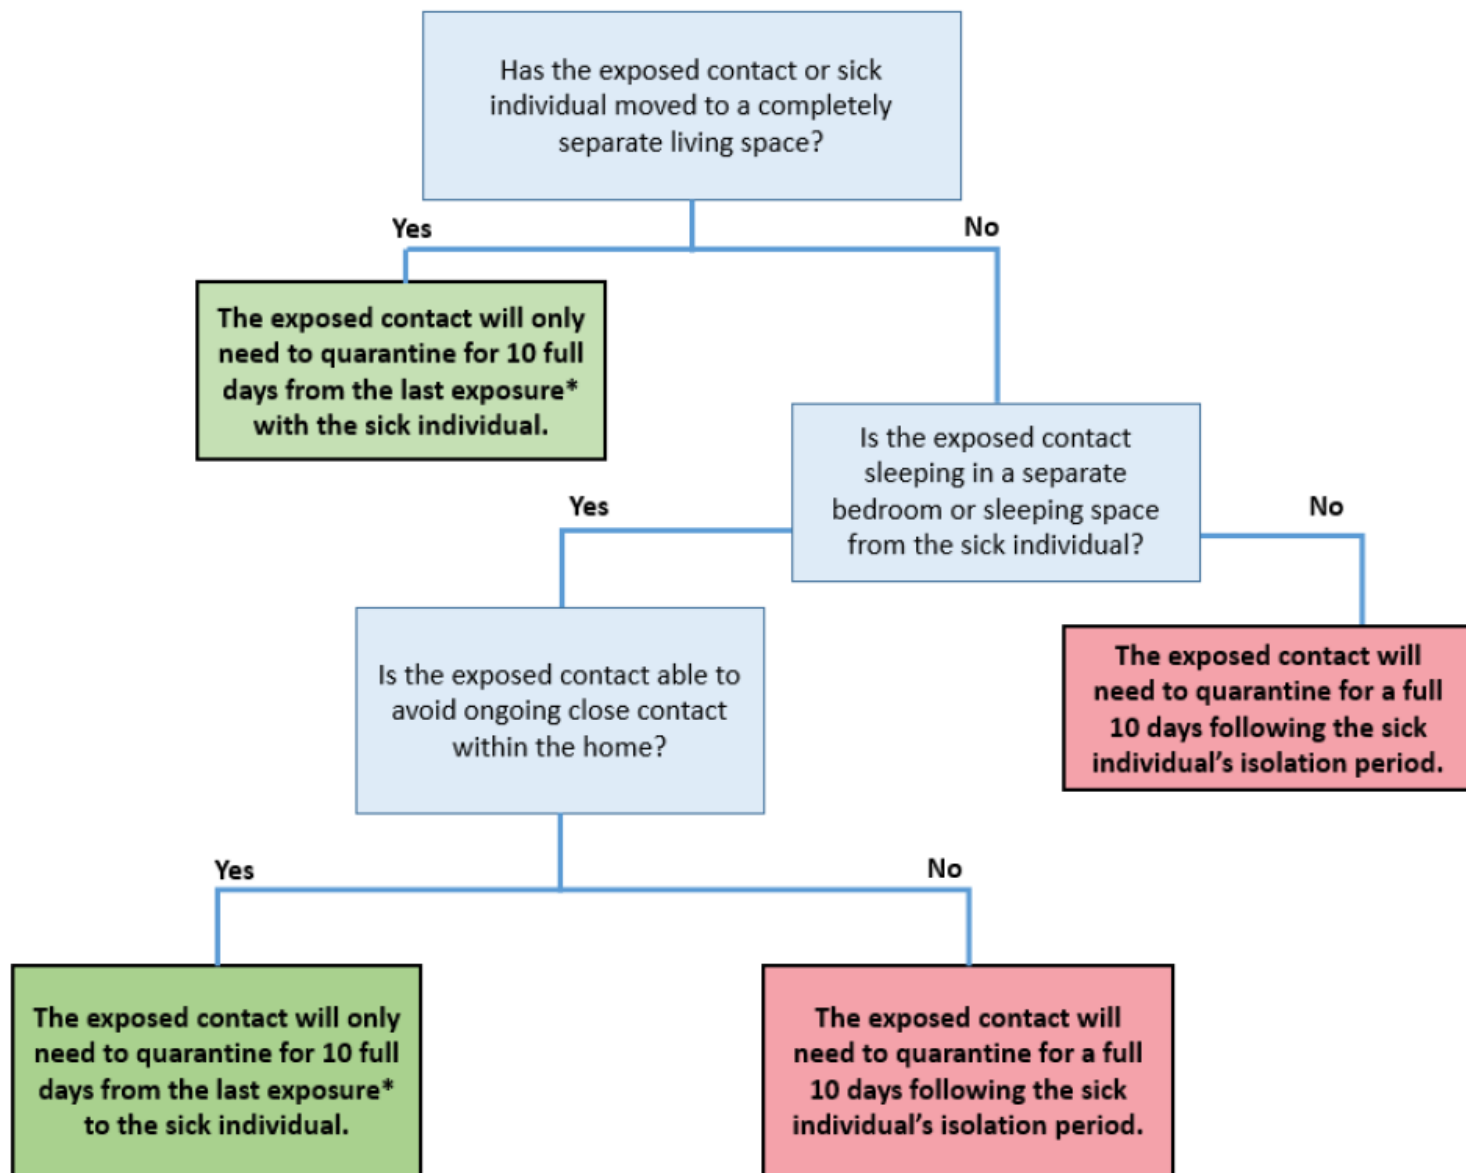 Has the exposed contact or sick
individual moved to a completely
separate living space?
Yes
No
The exposed contact will only
need to quarantine for 10 full
days from the last exposure*
with the sick individual.
Is the exposed contact
sleeping in a separate
bedroom or sleeping space
from the sick individual?
Yes
No
Is the exposed contact able to
avoid ongoing close contact
within the home?
The exposed contact will
need to quarantine for a full
10 days following the sick
individual’s isolation period.
Yes
No
The exposed contact will only
need to quarantine for 10 full
days from the last exposure*
to the sick individual.
The exposed contact will
need to quarantine for a full
10 days following the sick
individual’s isolation period.